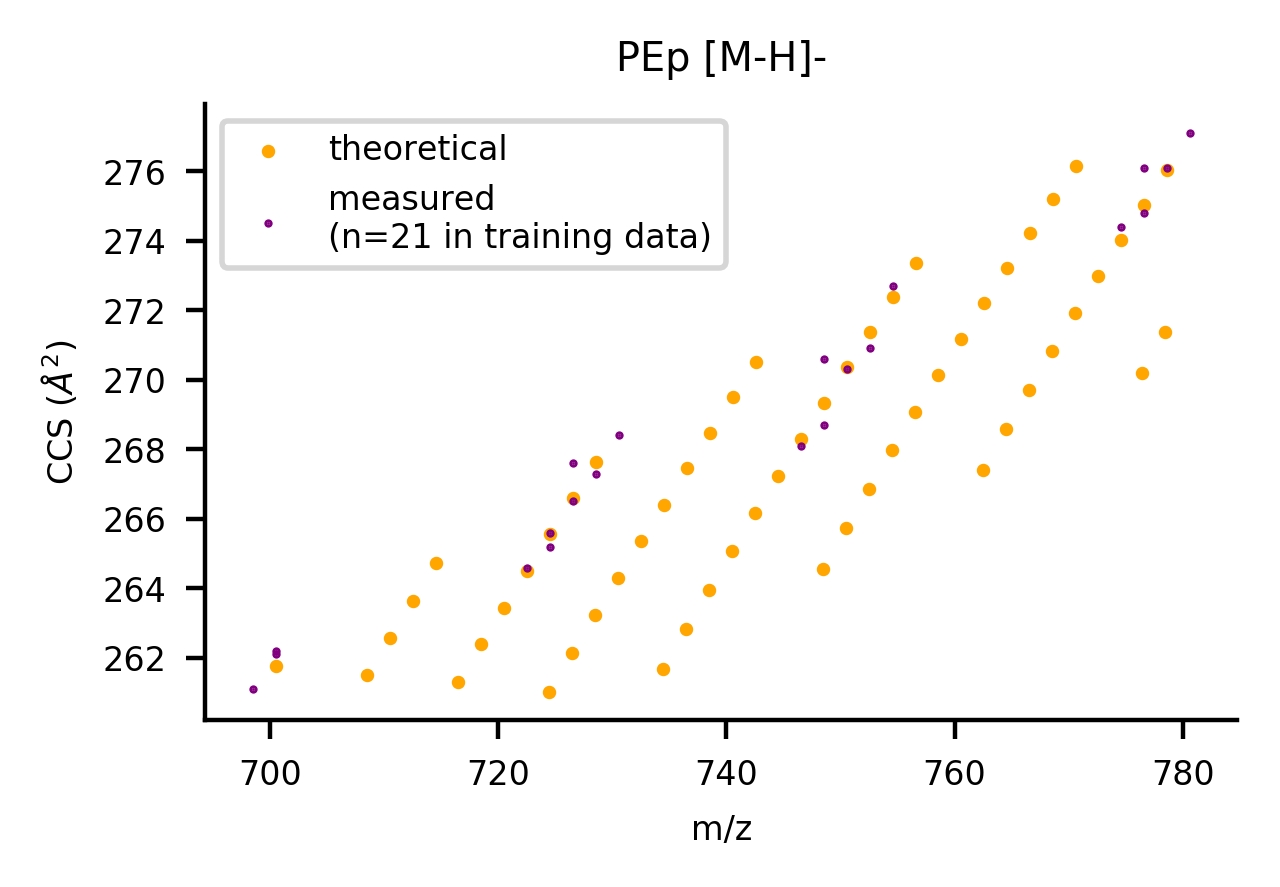 PEp [M-H]-
theoretical
measured
(n=21 in training data)
276
274
272
270
268
266
264
262
CCS (Å²)
700 720 740 760 780
m/z